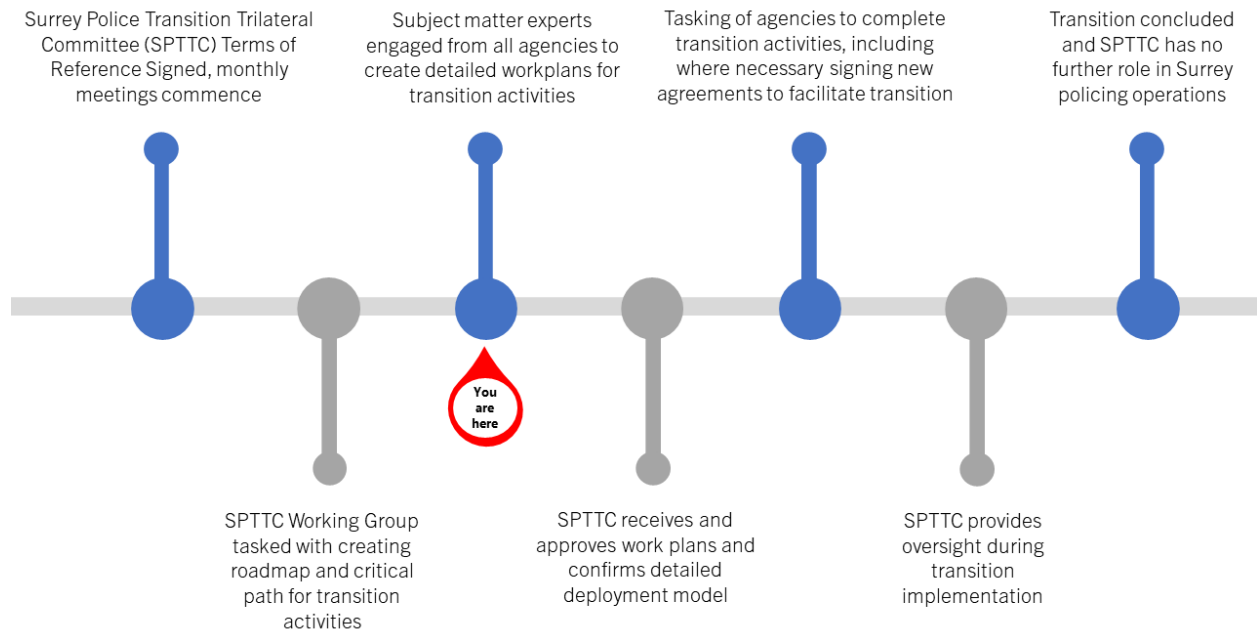 Surrey Police Transition Trilateral
Committee (SPTTC) Terms of
Reference Signed, monthly
meetings commence
Subject matter experts
engaged from all agencies to
create detailed workplans for
transition activities
Tasking of agencies to complete
transition activities, including
where necessary signing new
agreements to facilitate transition
Transition concluded
and SPTTC has no
further role in Surrey
policing operations
You
are
here
SPTTC Working Group
tasked with creating
roadmap and critical
path for transition
activities
SPTTC receives and
approves work plans and
confirms detailed
deployment model
SPTTC provides
oversight during
transition
implementation